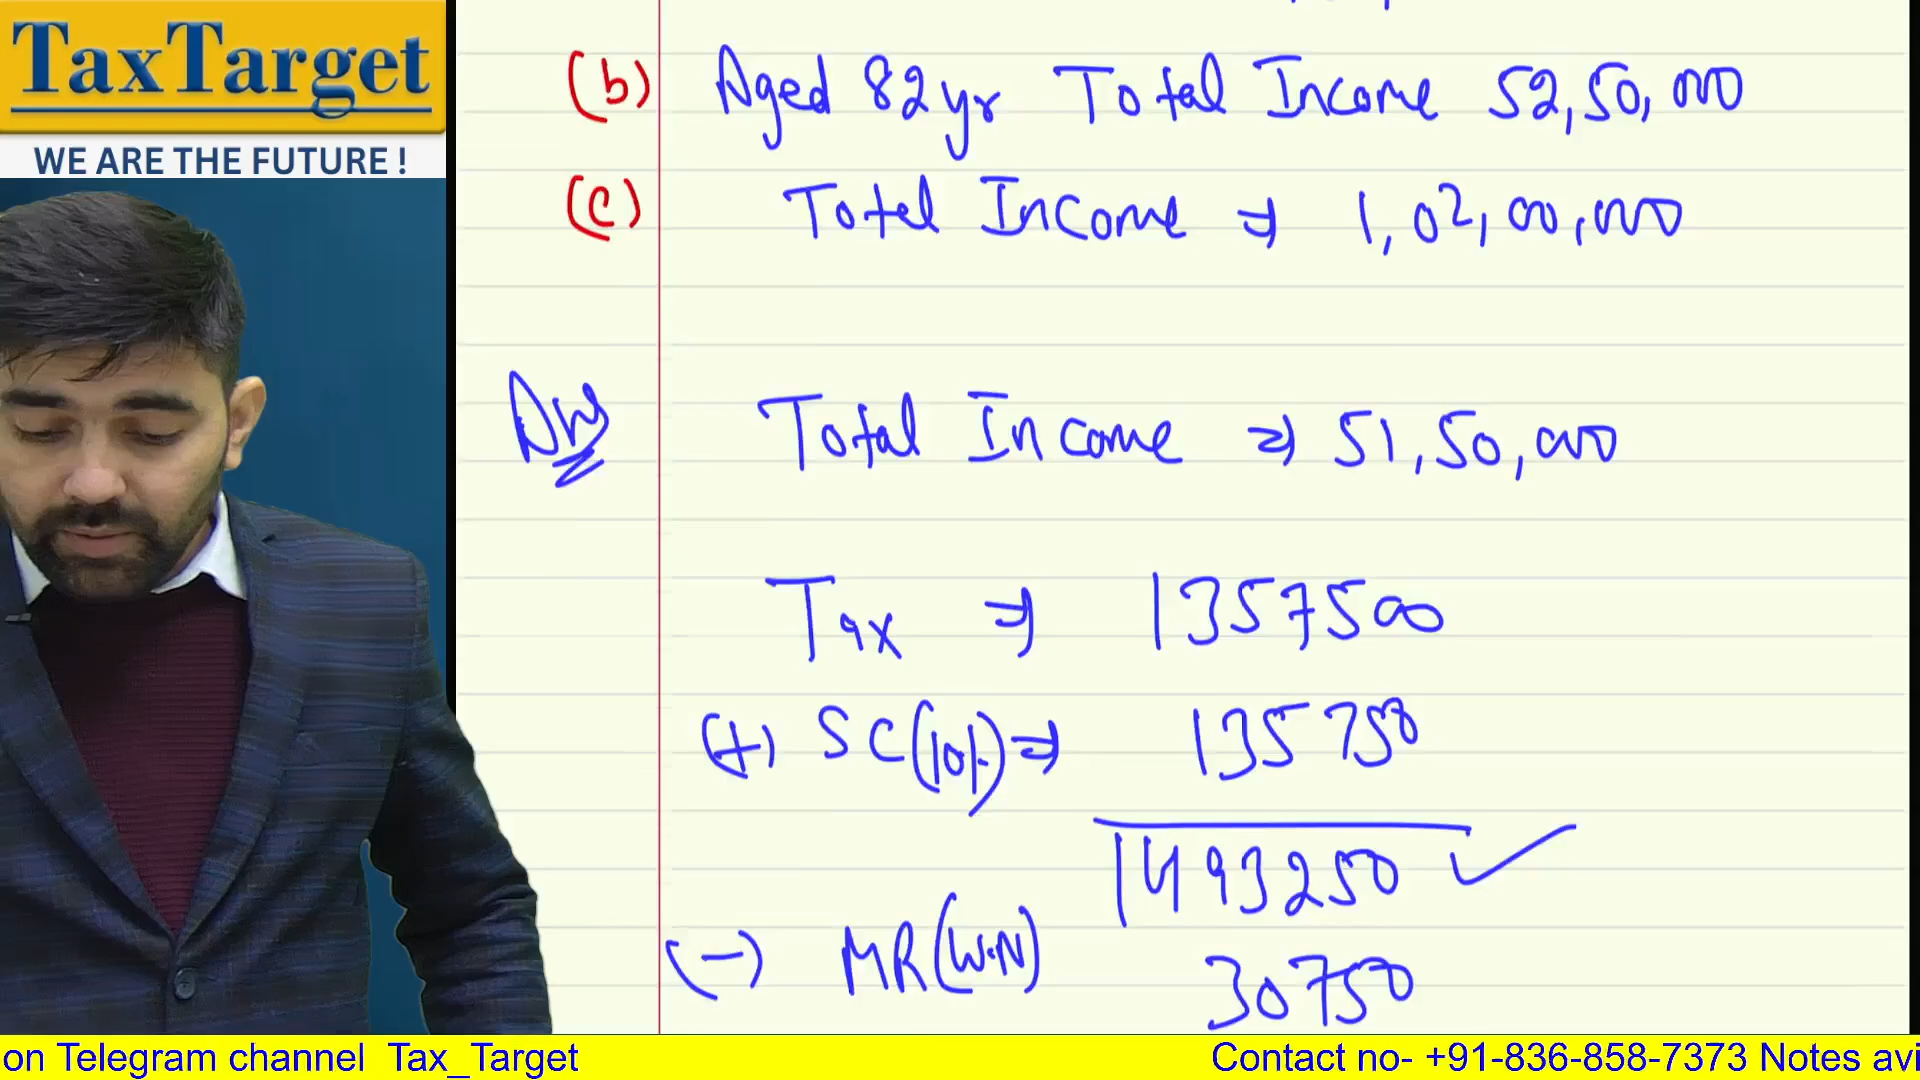 TaxTarget
WE ARE THE FUTURE !
(b) Aged 82 yr Total Income 52,50,000
(c) Total Income ⇒ 1,02,00,000
Ans Total Income ⇒ 51,50,000
Tax ⇒ 1357500
(+) SC(10%) ⇒ 135750
1493250 ✓
(-) MR(W.N) 30750
on Telegram channel Tax_Target
Contact no- +91-836-858-7373 Notes avi